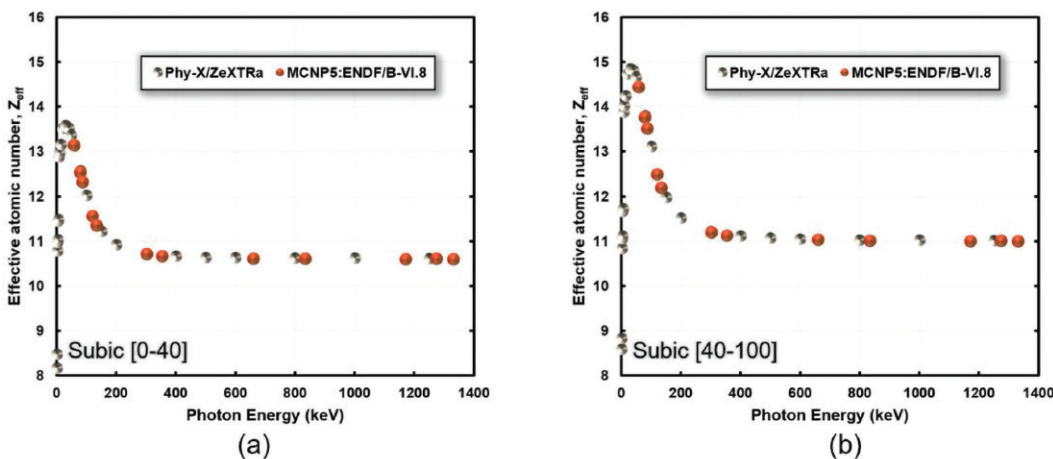 16
15
14
13
12
11
10
9
8
Effective atomic number, Zeff
Phy-X/ZeXTRa MCNP5:ENDF/B-VI.8
Subic [0-40]
0 200 400 600 800 1000 1200 1400
Photon Energy (keV)
(a)
16
15
14
13
12
11
10
9
8
Effective atomic number, Zeff
Phy-X/ZeXTRa MCNP5:ENDF/B-VI.8
Subic [40-100]
0 200 400 600 800 1000 1200 1400
Photon Energy (keV)
(b)